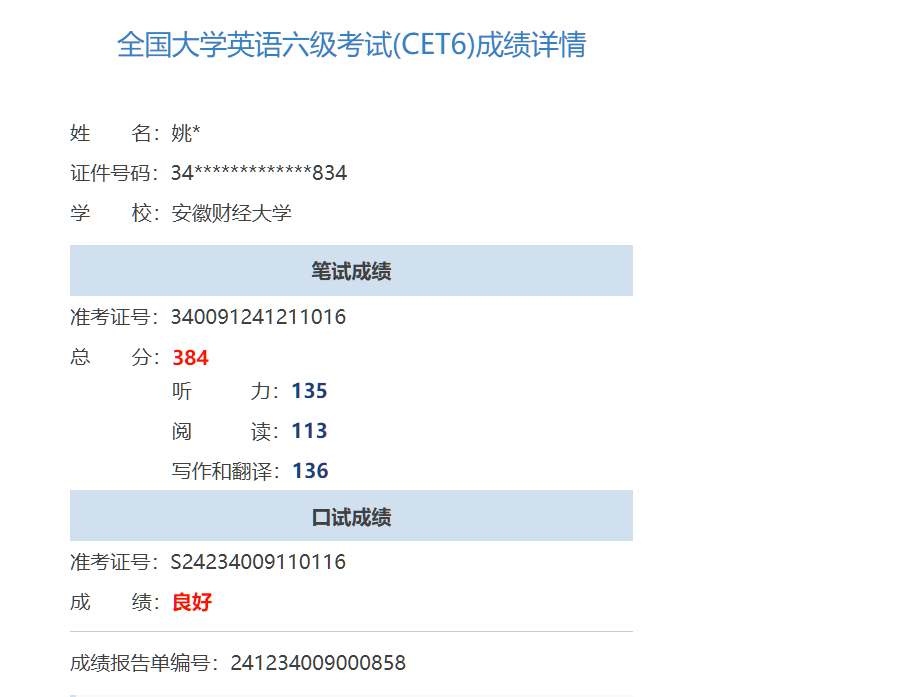 全国大学英语六级考试(CET6)成绩详情
姓 名：姚*
证件号码：34*************834
学 校：安徽财经大学
笔试成绩
准考证号：340091241211016
总 分：384
听 力：135
阅 读：113
写作和翻译：136
口试成绩
准考证号：S24234009110116
成 绩：良好
成绩报告单编号：241234009000858